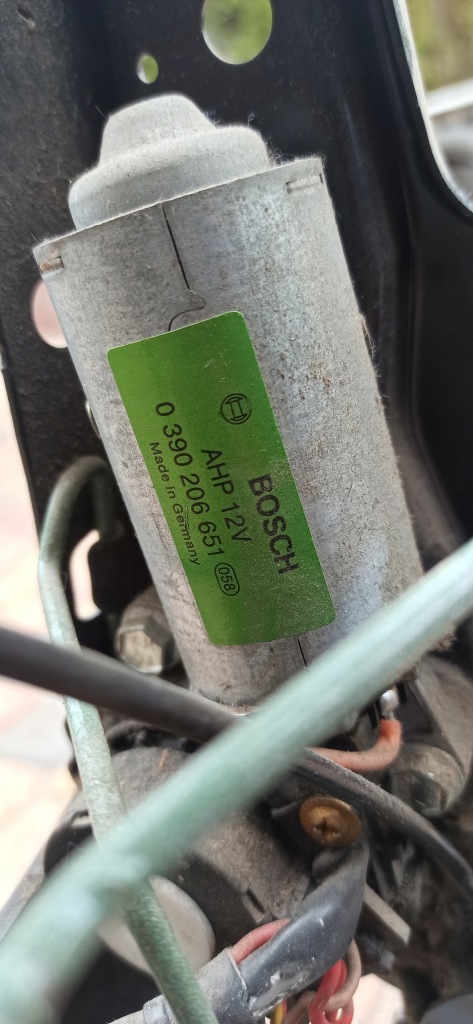 BOSCH
AHP 12V
0 390 206 651 058
Made in Germany